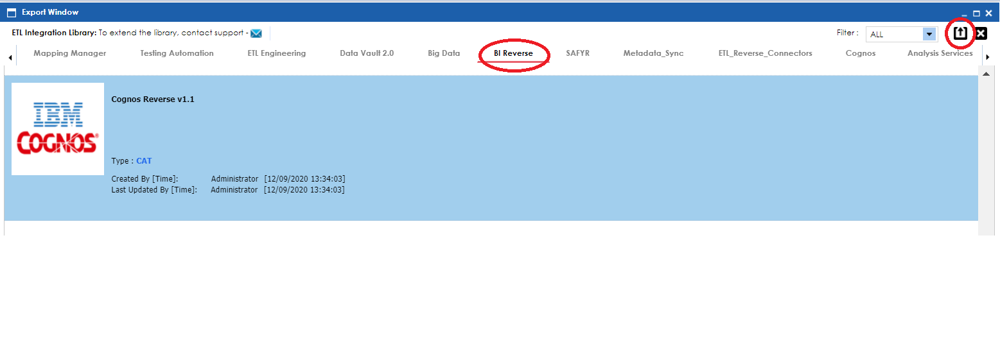 Export Window
ETL Integration Library: To extend the library, contact support -
Filter : ALL
Mapping Manager Testing Automation ETL Engineering Data Vault 2.0 Big Data BI Reverse SAFYR Metadata_Sync ETL_Reverse_Connectors Cognos Analysis Services
Cognos Reverse v1.1
IBM
COGNOS®
Type : CAT
Created By [Time]: Administrator [12/09/2020 13:34:03]
Last Updated By [Time]: Administrator [12/09/2020 13:34:03]